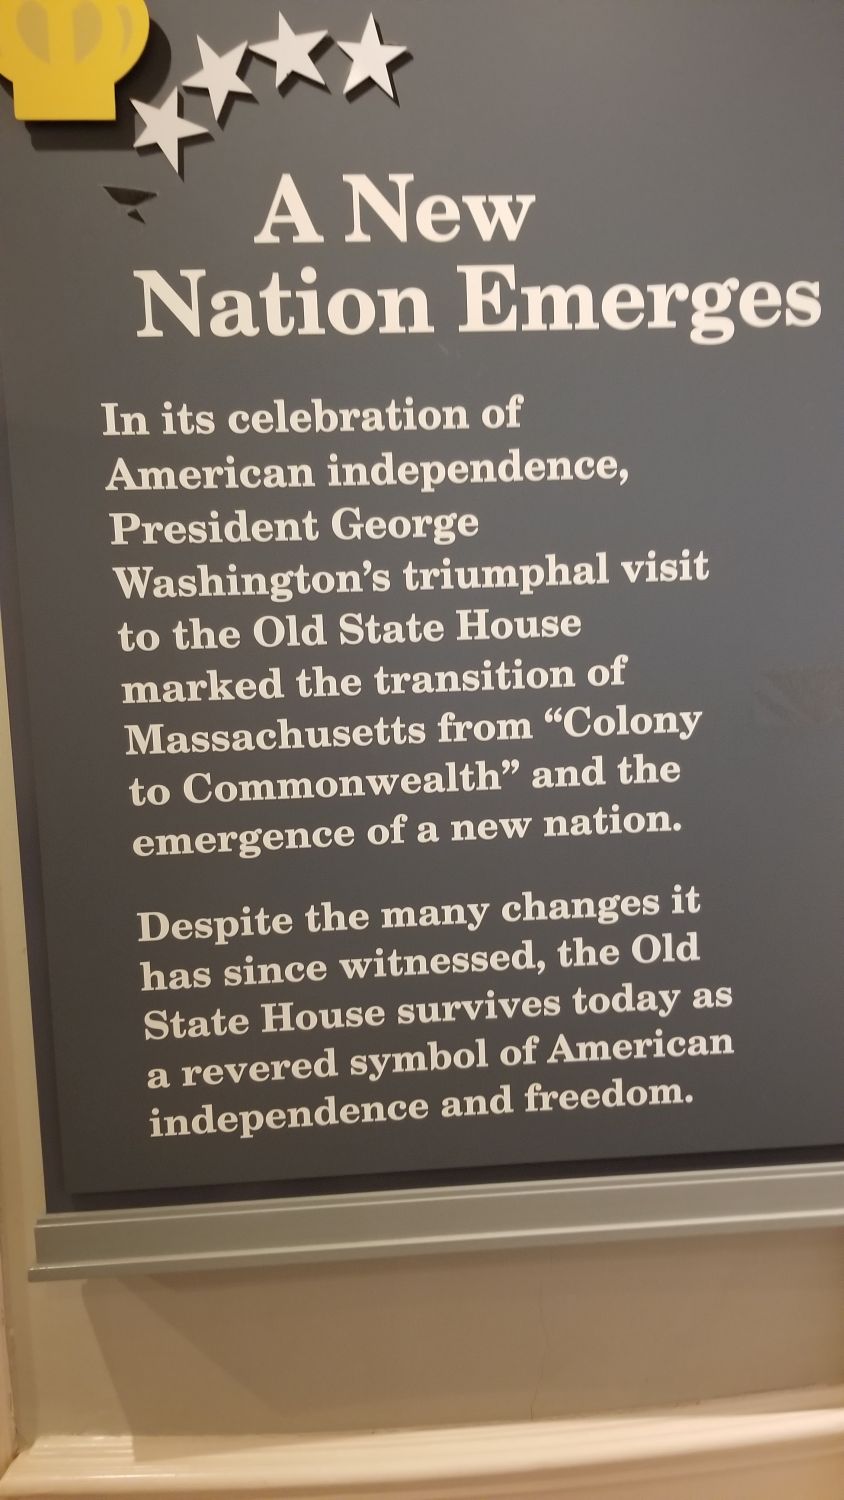 A New
Nation Emerges
In its celebration of
American independence,
President George
Washington’s triumphal visit
to the Old State House
marked the transition of
Massachusetts from “Colony
to Commonwealth” and the
emergence of a new nation.
Despite the many changes it
has since witnessed, the Old
State House survives today as
a revered symbol of American
independence and freedom.